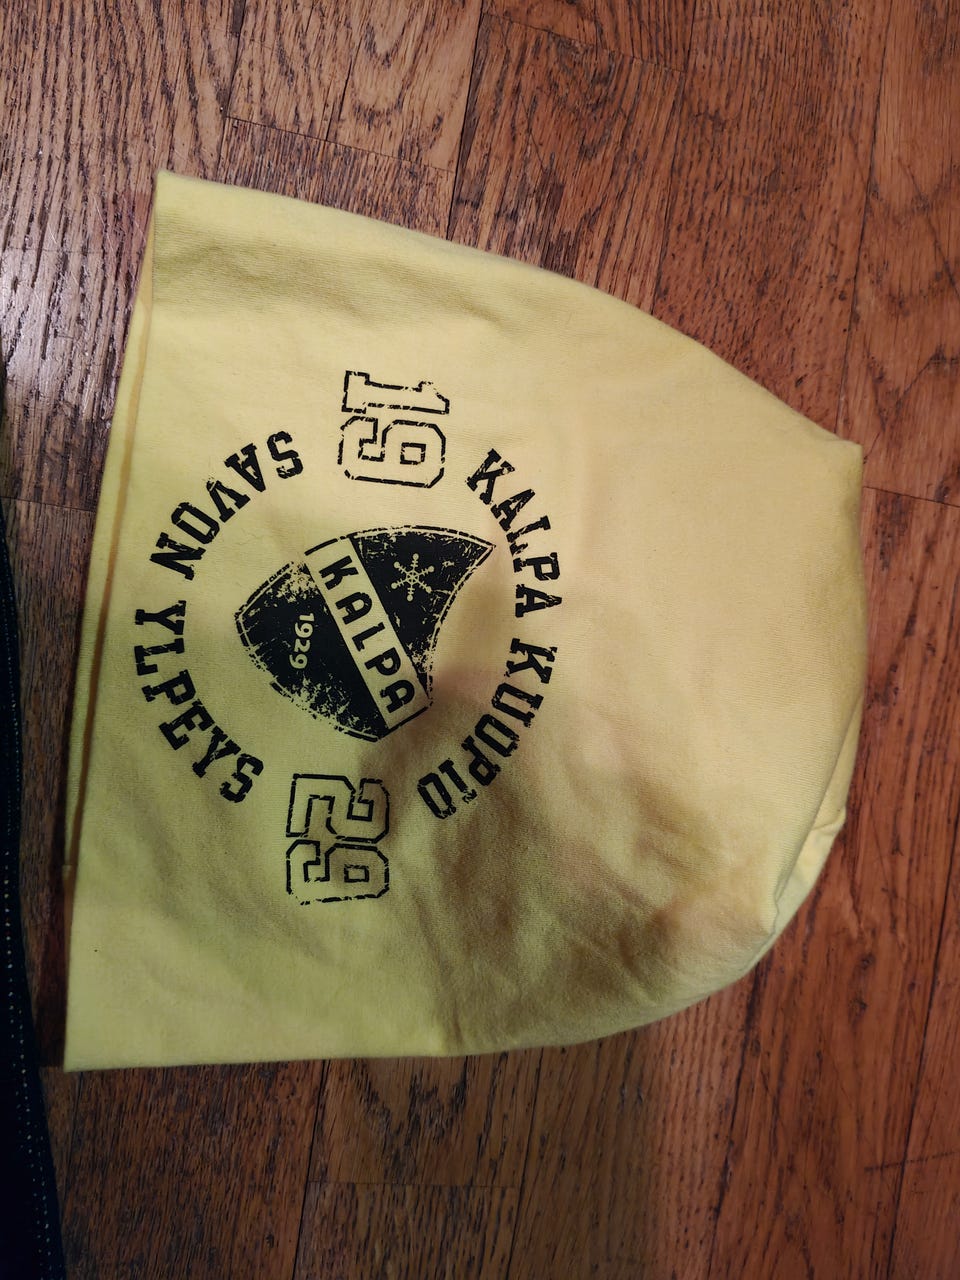 KALPA KUOPIO
19
KALPA
1929
29
SAVON YLPEYS